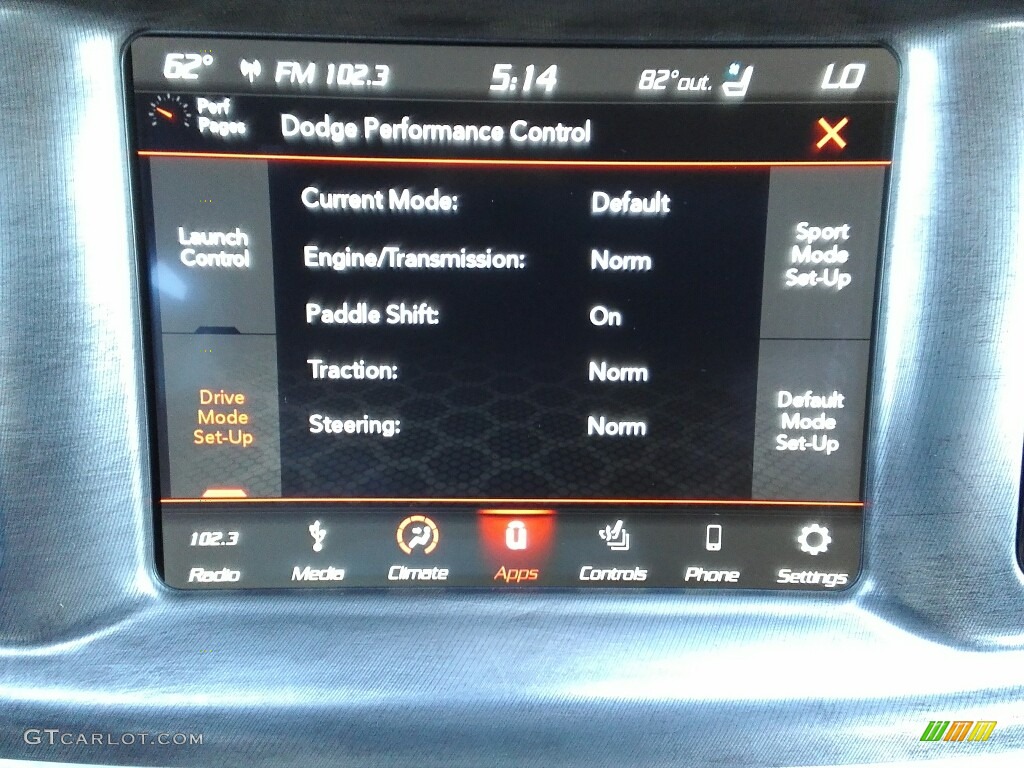 62° FM 102.3 5:14 82°out. LO
Perf
Pages
Dodge Performance Control
Launch
Control
Drive
Mode
Set-Up
Current Mode: Default
Engine/Transmission: Norm
Paddle Shift: On
Traction: Norm
Steering: Norm
Sport
Mode
Set-Up
Default
Mode
Set-Up
102.3
Radio Media Climate Apps Controls Phone Settings
GTCARLOT.COM